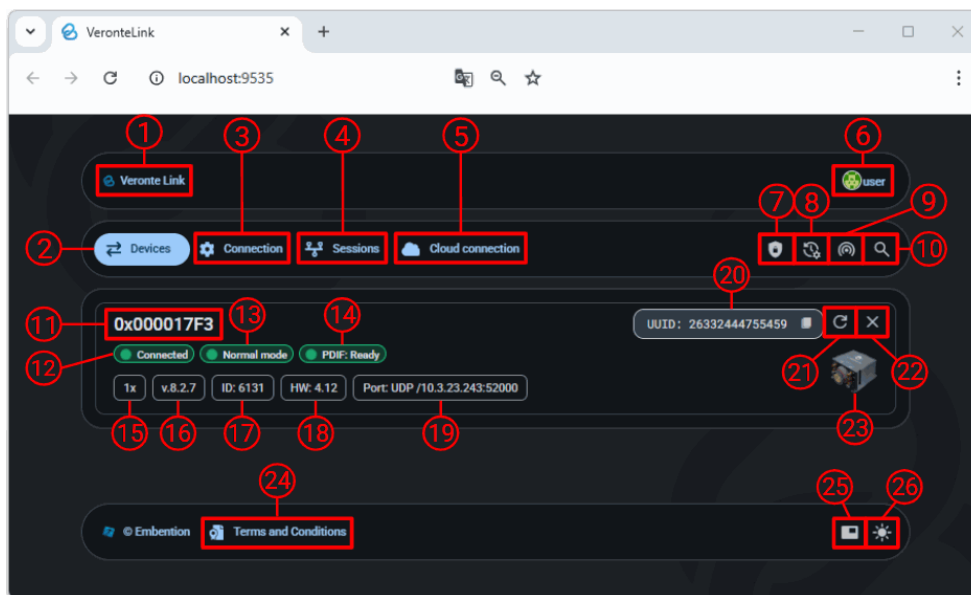 VeronteLink
localhost:9535
1
3
4
5
6
Veronte Link
user
7
8
9
2
Devices
Connection
Sessions
Cloud connection
10
20
11
0x000017F3
13
14
UUID: 26332444755459
12
Connected
Normal mode
PDIF: Ready
21
22
1x
v.8.2.7
ID: 6131
HW: 4.12
Port: UDP /10.3.23.243:52000
15
16
17
18
19
23
24
25
26
© Embention
Terms and Conditions